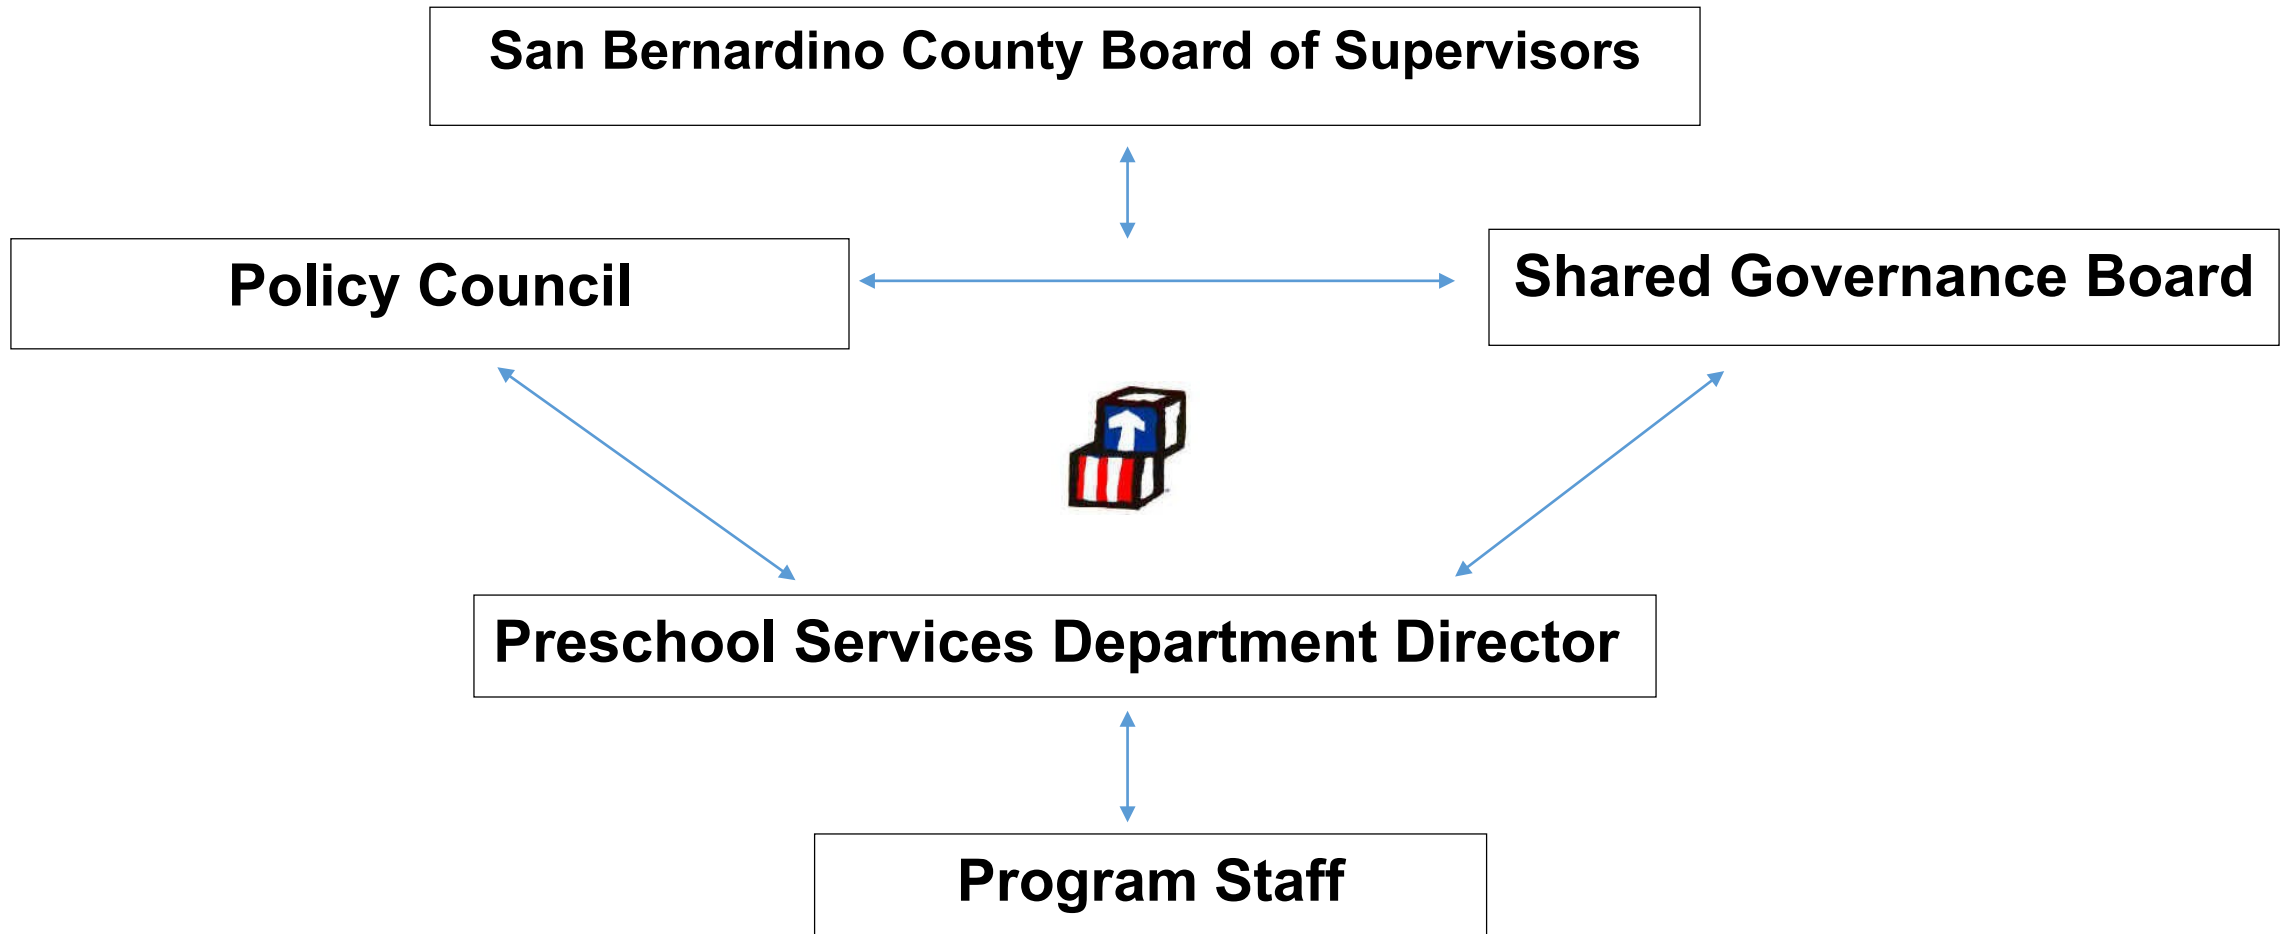 San Bernardino County Board of Supervisors
Policy Council
Shared Governance Board
Preschool Services Department Director
Program Staff